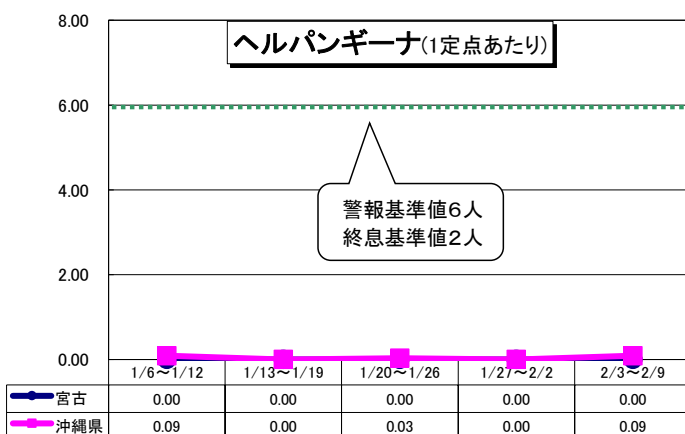 ヘルパンギーナ(1定点あたり)
8.00
6.00
4.00
2.00
0.00
警報基準値6人
終息基準値2人
1/6～1/12 1/13～1/19 1/20～1/26 1/27～2/2 2/3～2/9
宮古 0.00 0.00 0.00 0.00 0.00
沖縄県 0.09 0.00 0.03 0.00 0.09